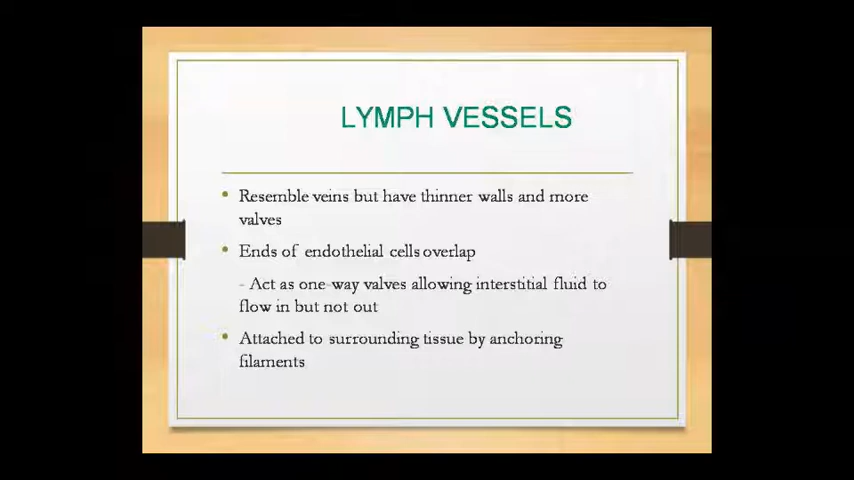 LYMPH VESSELS
• Resemble veins but have thinner walls and more
valves
• Ends of endothelial cells overlap
- Act as one-way valves allowing interstitial fluid to
flow in but not out
• Attached to surrounding tissue by anchoring
filaments